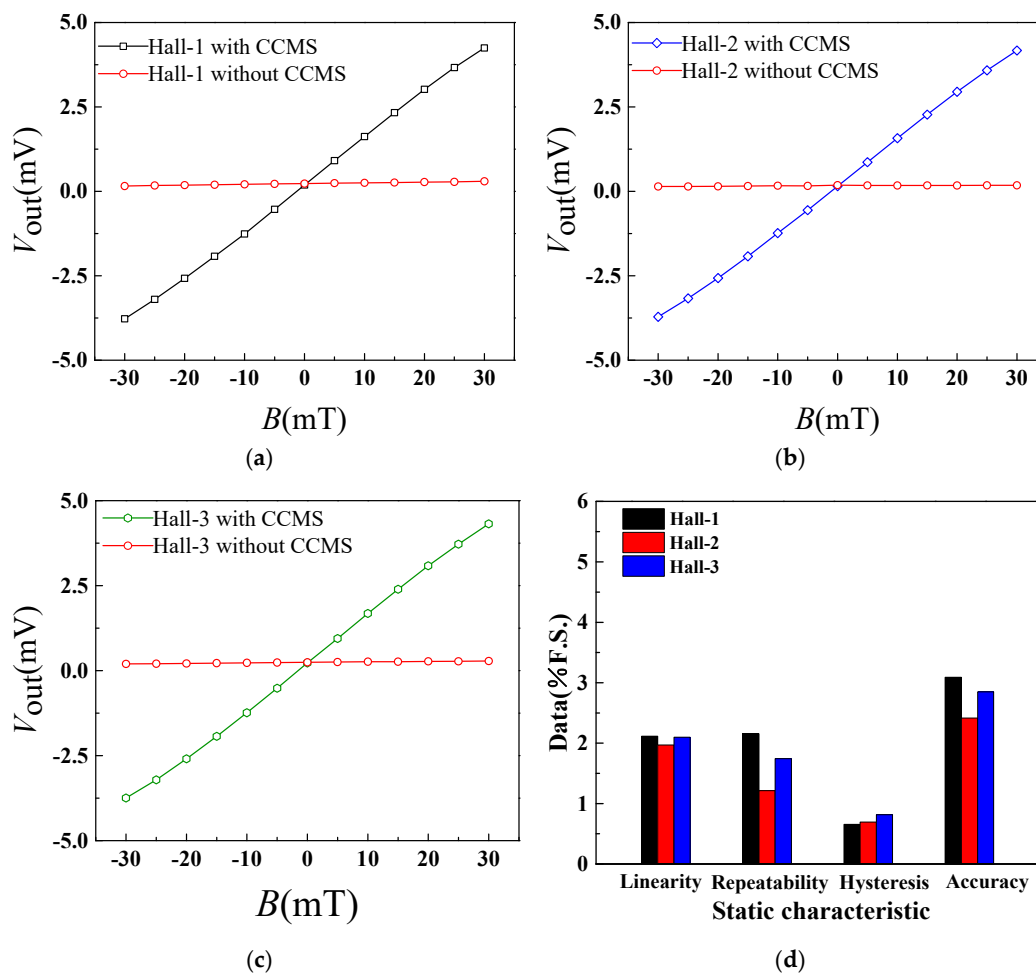 5.0
Hall-1 with CCMS
Hall-1 without CCMS
2.5
0.0
-2.5
-5.0
Vout(mV)
-30 -20 -10 0 10 20 30
B(mT)
(a)
5.0
Hall-2 with CCMS
Hall-2 without CCMS
2.5
0.0
-2.5
-5.0
Vout(mV)
-30 -20 -10 0 10 20 30
B(mT)
(b)
5.0
Hall-3 with CCMS
Hall-3 without CCMS
2.5
0.0
-2.5
-5.0
Vout(mV)
-30 -20 -10 0 10 20 30
B(mT)
(c)
6
5
4
3
2
1
0
Data(%F.S.)
Hall-1
Hall-2
Hall-3
Linearity Repeatability Hysteresis Accuracy
Static characteristic
(d)